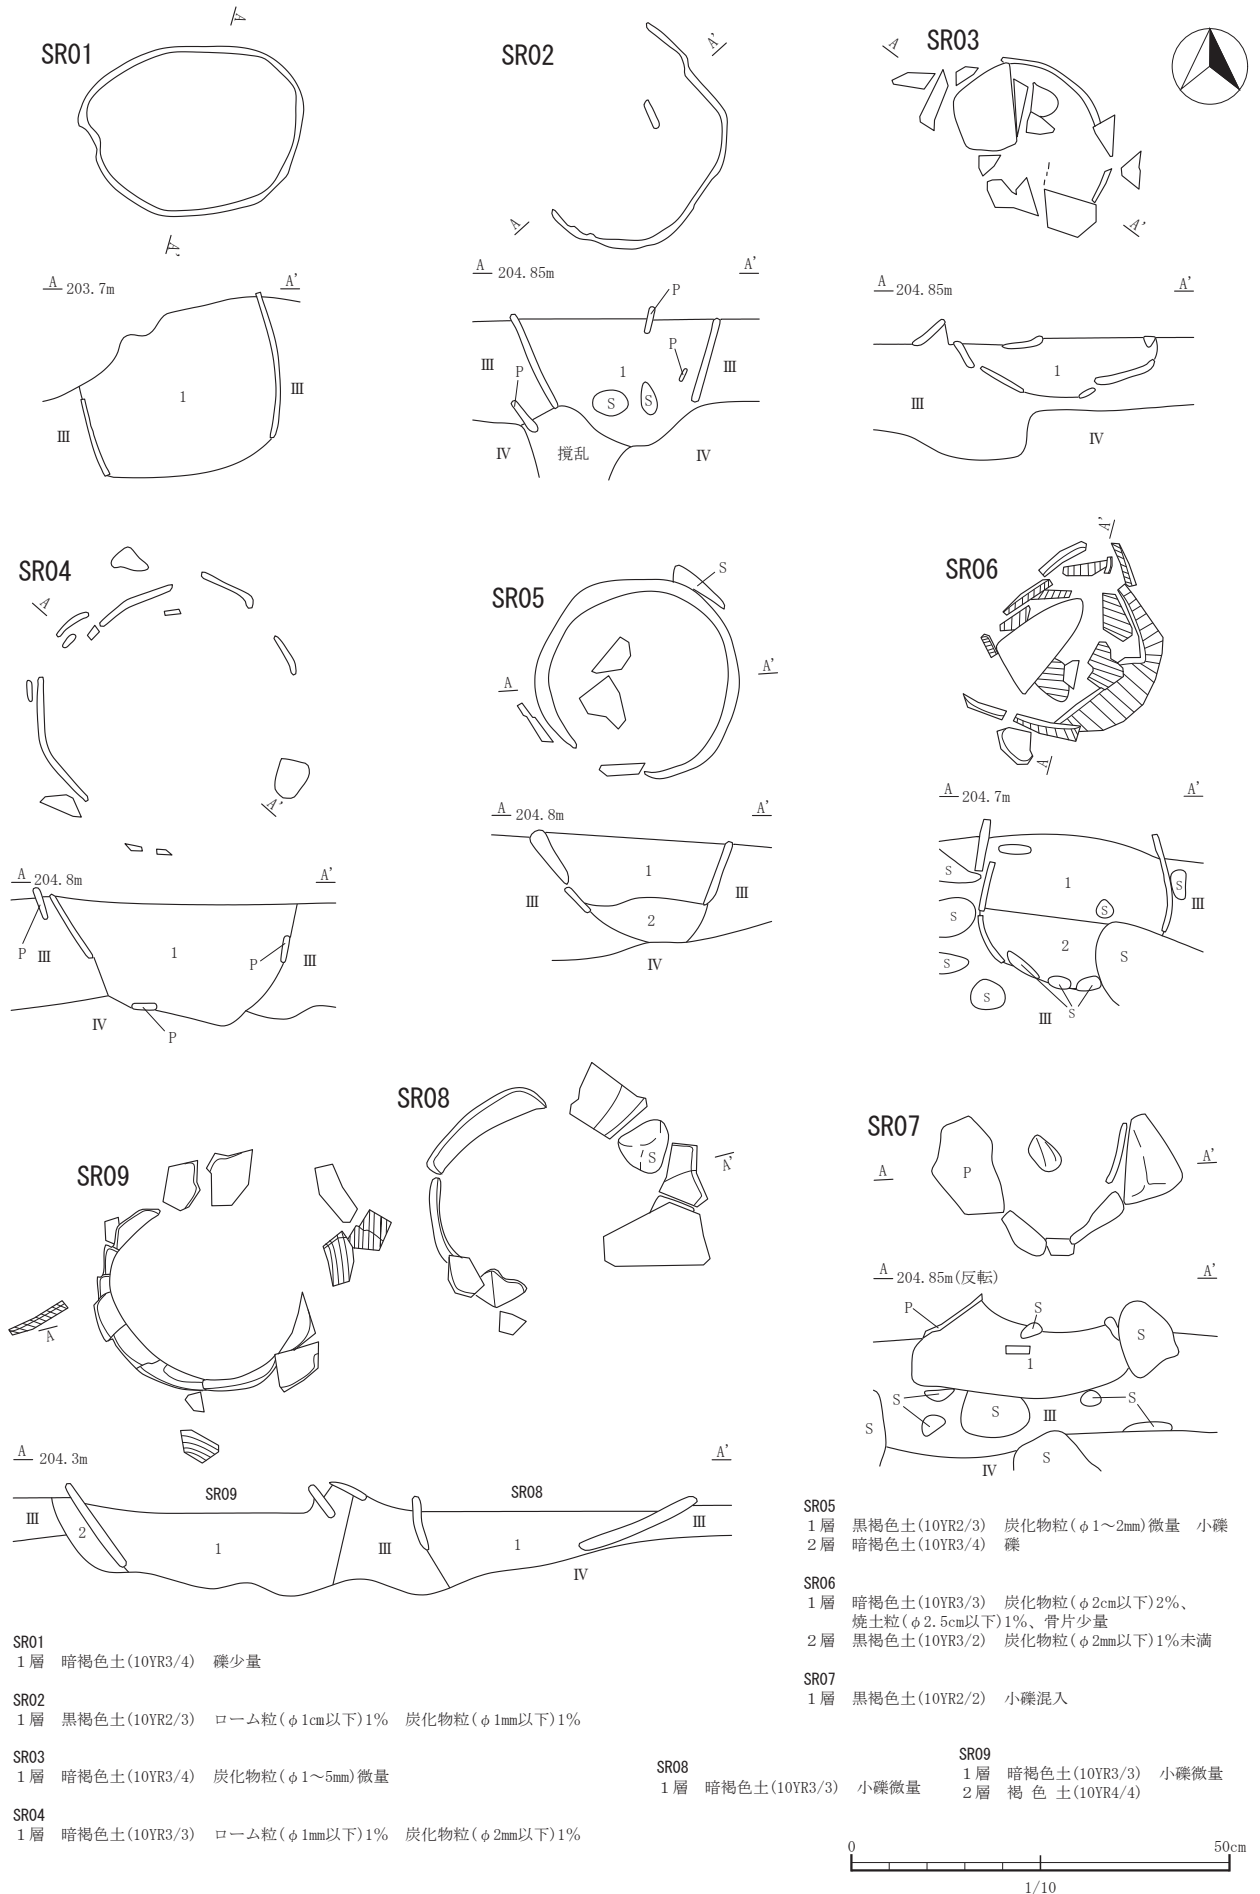 SR01
A
A'
A 203.7m A'
Ⅲ
1
Ⅲ
SR02
A'
A
A 204.85m A'
P
P
P
Ⅲ
1
Ⅲ
S
S
Ⅳ
撹乱
Ⅳ
SR03
A
A'
A 204.85m A'
1
Ⅲ
Ⅳ
SR04
A
A'
A 204.8m A'
P
Ⅲ
1
P
Ⅲ
Ⅳ
P
SR05
S
A
A'
A 204.8m A'
1
Ⅲ
Ⅲ
2
Ⅳ
SR06
A'
A
A 204.7m A'
S
1
S
S
S
Ⅲ
2
S
S
S
Ⅲ
S
SR08
S
A'
SR09
A
A 204.3m A'
SR09
SR08
Ⅲ
2
1
Ⅲ
1
Ⅲ
Ⅳ
SR07
P
A
A'
A 204.85m(反転) A'
P
S
S
1
S
S
S
Ⅲ
S
S
Ⅳ
SR01
1層 暗褐色土(10YR3/4) 礫少量
SR02
1層 黒褐色土(10YR2/3) ローム粒(φ1cm以下)1% 炭化物粒(φ1mm以下)1%
SR03
1層 暗褐色土(10YR3/4) 炭化物粒(φ1～5mm)微量
SR04
1層 暗褐色土(10YR3/3) ローム粒(φ1mm以下)1% 炭化物粒(φ2mm以下)1%
SR05
1層 黒褐色土(10YR2/3) 炭化物粒(φ1～2mm)微量 小礫
2層 暗褐色土(10YR3/4) 礫
SR06
1層 暗褐色土(10YR3/3) 炭化物粒(φ2cm以下)2%、
焼土粒(φ2.5cm以下)1%、骨片少量
2層 黒褐色土(10YR3/2) 炭化物粒(φ2mm以下)1%未満
SR07
1層 黒褐色土(10YR2/2) 小礫混入
SR08
1層 暗褐色土(10YR3/3) 小礫微量
SR09
1層 暗褐色土(10YR3/3) 小礫微量
2層 褐 色 土(10YR4/4)
0 50cm
1/10